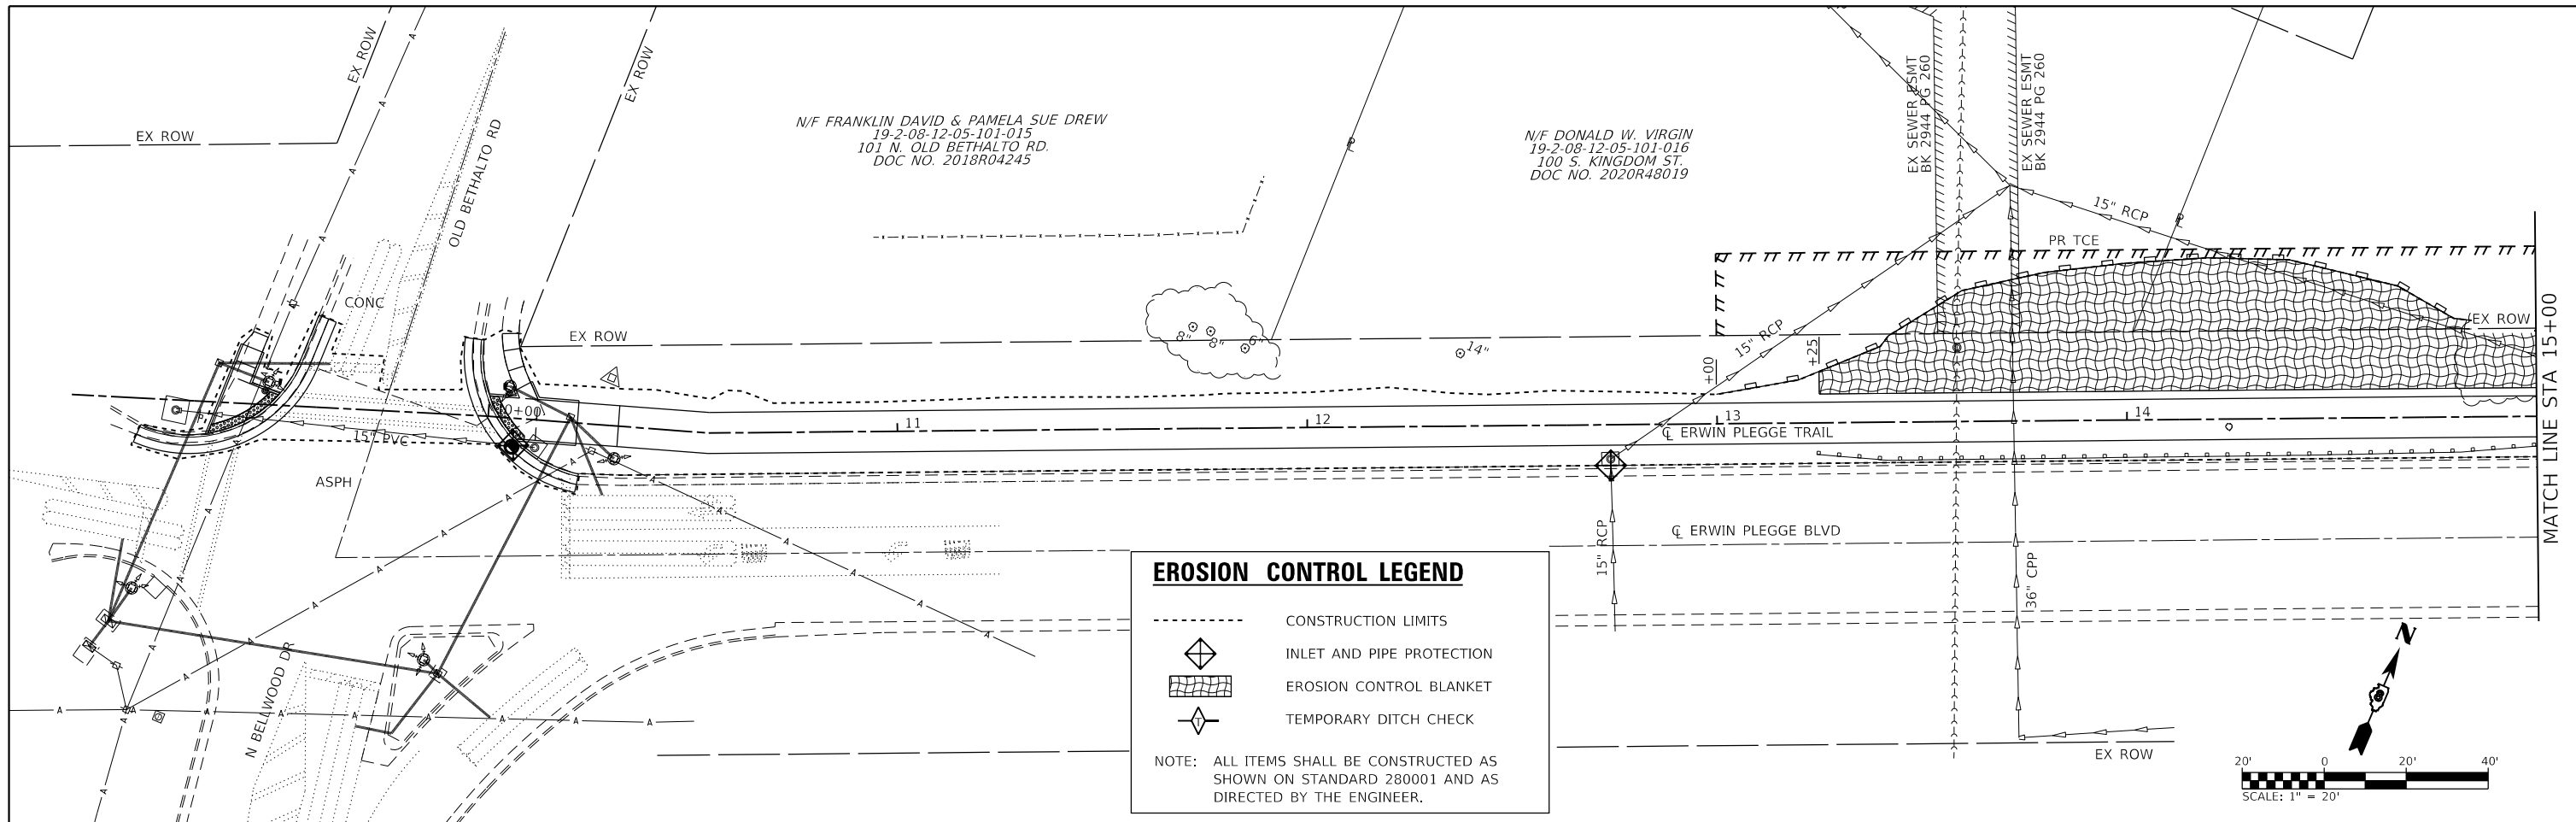 EX ROW
EX ROW
EX ROW
OLD BETHALTO RD
N/F FRANKLIN DAVID & PAMELA SUE DREW
19-2-08-12-05-101-015
101 N. OLD BETHALTO RD.
DOC NO. 2018R04245
N/F DONALD W. VIRGIN
19-2-08-12-05-101-016
100 S. KINGDOM ST.
DOC NO. 2020R48019
EX SEWER ESMT
BK 2944 PG 260
EX SEWER ESMT
BK 2944 PG 260
15" RCP
PR TCE
CONC
EX ROW
8"
8"
6"
14"
15" RCP
+00
+25
EX ROW
MATCH LINE STA 15+00
10+00
11
12
13
14
℄ ERWIN PLEGGE TRAIL
15" PVC
ASPH
15" RCP
℄ ERWIN PLEGGE BLVD
36" CPP
N BELLWOOD DR
EROSION CONTROL LEGEND
CONSTRUCTION LIMITS
INLET AND PIPE PROTECTION
EROSION CONTROL BLANKET
T
TEMPORARY DITCH CHECK
NOTE: ALL ITEMS SHALL BE CONSTRUCTED AS
SHOWN ON STANDARD 280001 AND AS
DIRECTED BY THE ENGINEER.
EX ROW
N
20' 0 20' 40'
SCALE: 1" = 20'